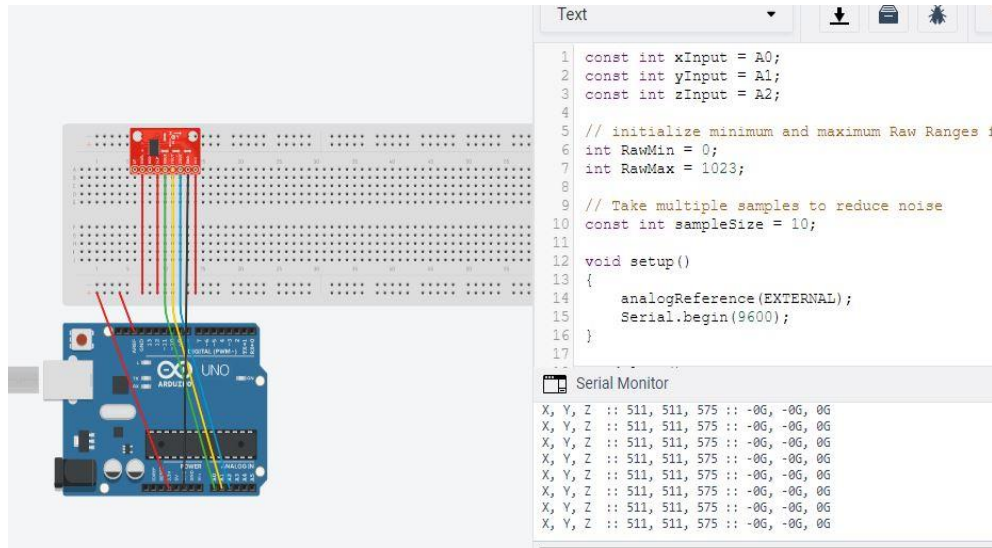 Text
1 const int xInput = A0;
2 const int yInput = A1;
3 const int zInput = A2;
4
5 // initialize minimum and maximum Raw Ranges f
6 int RawMin = 0;
7 int RawMax = 1023;
8
9 // Take multiple samples to reduce noise
10 const int sampleSize = 10;
11
12 void setup()
13 {
14 analogReference(EXTERNAL);
15 Serial.begin(9600);
16 }
17
Serial Monitor
X, Y, Z :: 511, 511, 575 :: -0G, -0G, 0G
X, Y, Z :: 511, 511, 575 :: -0G, -0G, 0G
X, Y, Z :: 511, 511, 575 :: -0G, -0G, 0G
X, Y, Z :: 511, 511, 575 :: -0G, -0G, 0G
X, Y, Z :: 511, 511, 575 :: -0G, -0G, 0G
X, Y, Z :: 511, 511, 575 :: -0G, -0G, 0G
X, Y, Z :: 511, 511, 575 :: -0G, -0G, 0G
X, Y, Z :: 511, 511, 575 :: -0G, -0G, 0G
DIGITAL (PWM~)
UNO
ARDUINO
POWER
ANALOG IN